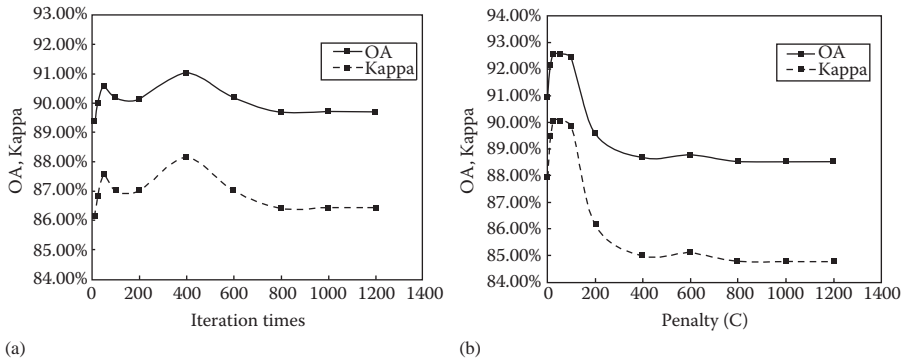 93.00%
92.00%
91.00%
90.00%
89.00%
88.00%
87.00%
86.00%
85.00%
84.00%
OA, Kappa
OA
Kappa
0 200 400 600 800 1000 1200 1400
Iteration times
(a)
94.00%
93.00%
92.00%
91.00%
90.00%
89.00%
88.00%
87.00%
86.00%
85.00%
84.00%
OA, Kappa
OA
Kappa
0 200 400 600 800 1000 1200 1400
Penalty (C)
(b)